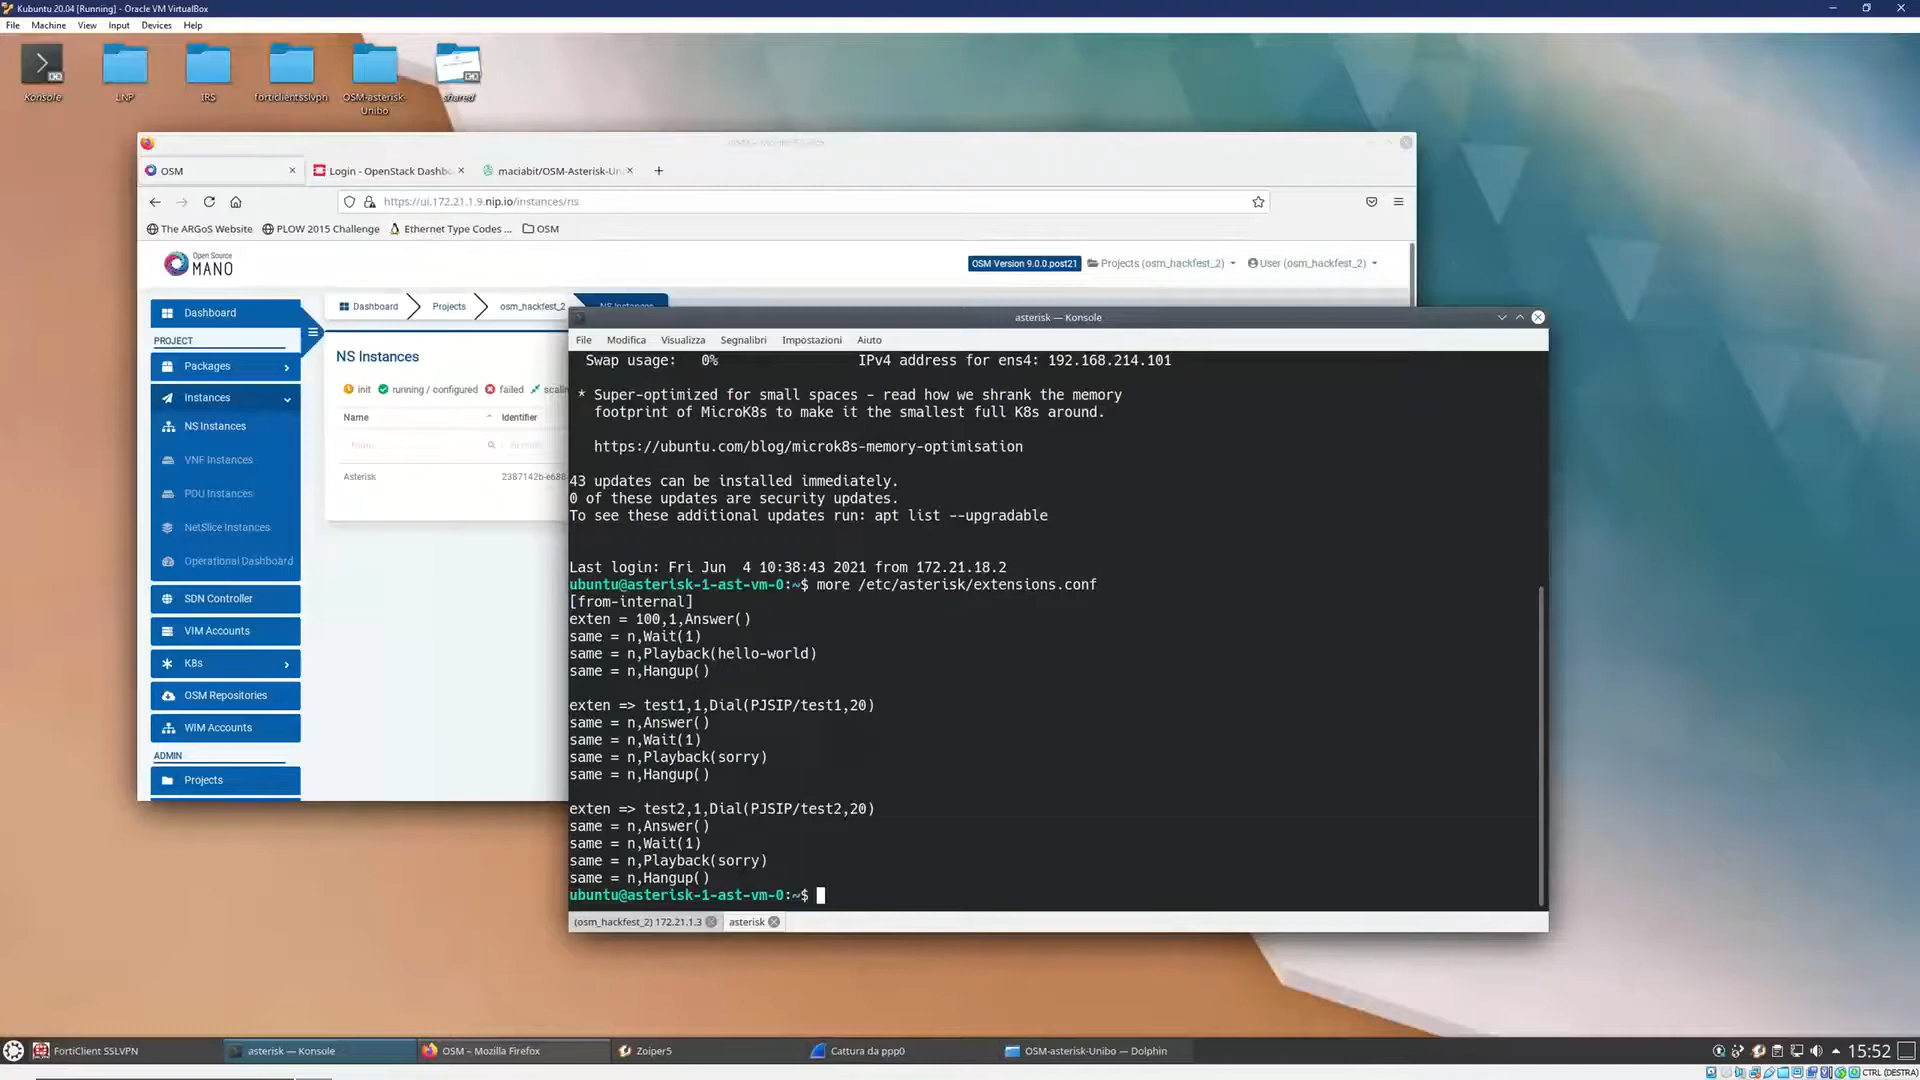 Kubuntu 20.04 [Running] - Oracle VM VirtualBox
File Machine View Input Devices Help
Konsole
LNP
IRS
forticlientsslvpn
OSM-asterisk-
Unibo
shared
OSM
Login - OpenStack Dashb
maciabit/OSM-Asterisk-Un
https://ui.172.21.1.9.nip.io/instances/ns
The ARGoS Website
PLOW 2015 Challenge
Ethernet Type Codes ...
OSM
Open Source
MANO
OSM Version 9.0.0.post21
Projects (osm_hackfest_2)
User (osm_hackfest_2)
Dashboard
PROJECT
Packages
Instances
NS Instances
VNF Instances
PDU Instances
NetSlice Instances
Operational Dashboard
SDN Controller
VIM Accounts
K8s
OSM Repositories
WIM Accounts
ADMIN
Projects
Dashboard
Projects
osm_hackfest_2
NS Instances
NS Instances
init
running / configured
failed
scalin
Name
Identifier
Name
Identifier
Asterisk
2387142b-e688
asterisk — Konsole
File Modifica Visualizza Segnalibri Impostazioni Aiuto
Swap usage: 0% IPv4 address for ens4: 192.168.214.101
* Super-optimized for small spaces - read how we shrank the memory
footprint of MicroK8s to make it the smallest full K8s around.
https://ubuntu.com/blog/microk8s-memory-optimisation
43 updates can be installed immediately.
0 of these updates are security updates.
To see these additional updates run: apt list --upgradable
Last login: Fri Jun 4 10:38:43 2021 from 172.21.18.2
ubuntu@asterisk-1-ast-vm-0:~$ more /etc/asterisk/extensions.conf
[from-internal]
exten = 100,1,Answer()
same = n,Wait(1)
same = n,Playback(hello-world)
same = n,Hangup()
exten => test1,1,Dial(PJSIP/test1,20)
same = n,Answer()
same = n,Wait(1)
same = n,Playback(sorry)
same = n,Hangup()
exten => test2,1,Dial(PJSIP/test2,20)
same = n,Answer()
same = n,Wait(1)
same = n,Playback(sorry)
same = n,Hangup()
ubuntu@asterisk-1-ast-vm-0:~$
(osm_hackfest_2) 172.21.1.3
asterisk
FortiClient SSLVPN
asterisk — Konsole
OSM – Mozilla Firefox
Zoiper5
Cattura da ppp0
OSM-asterisk-Unibo — Dolphin
15:52
CTRL (DESTRA)